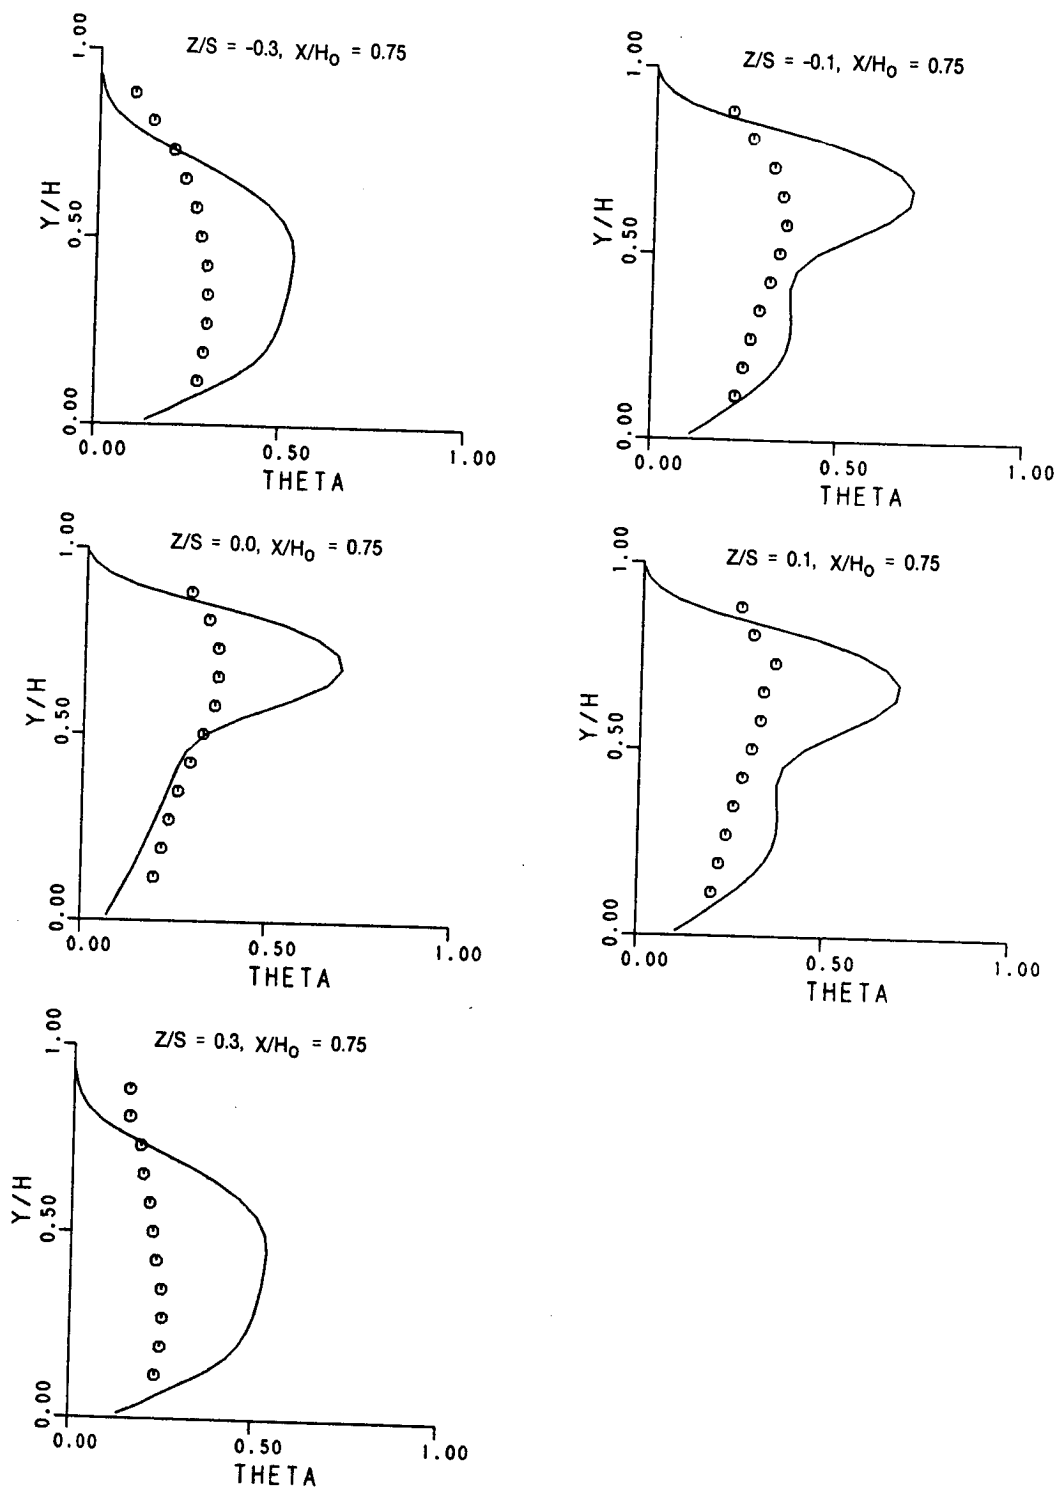 Z/S = -0.3, X/H₀ = 0.75
1.00
Y/H
0.50
0.00
0.00 0.50 1.00
THETA
Z/S = -0.1, X/H₀ = 0.75
1.00
Y/H
0.50
0.00
0.00 0.50 1.00
THETA
Z/S = 0.0, X/H₀ = 0.75
1.00
Y/H
0.50
0.00
0.00 0.50 1.00
THETA
Z/S = 0.1, X/H₀ = 0.75
1.00
Y/H
0.50
0.00
0.00 0.50 1.00
THETA
Z/S = 0.3, X/H₀ = 0.75
1.00
Y/H
0.50
0.00
0.00 0.50 1.00
THETA